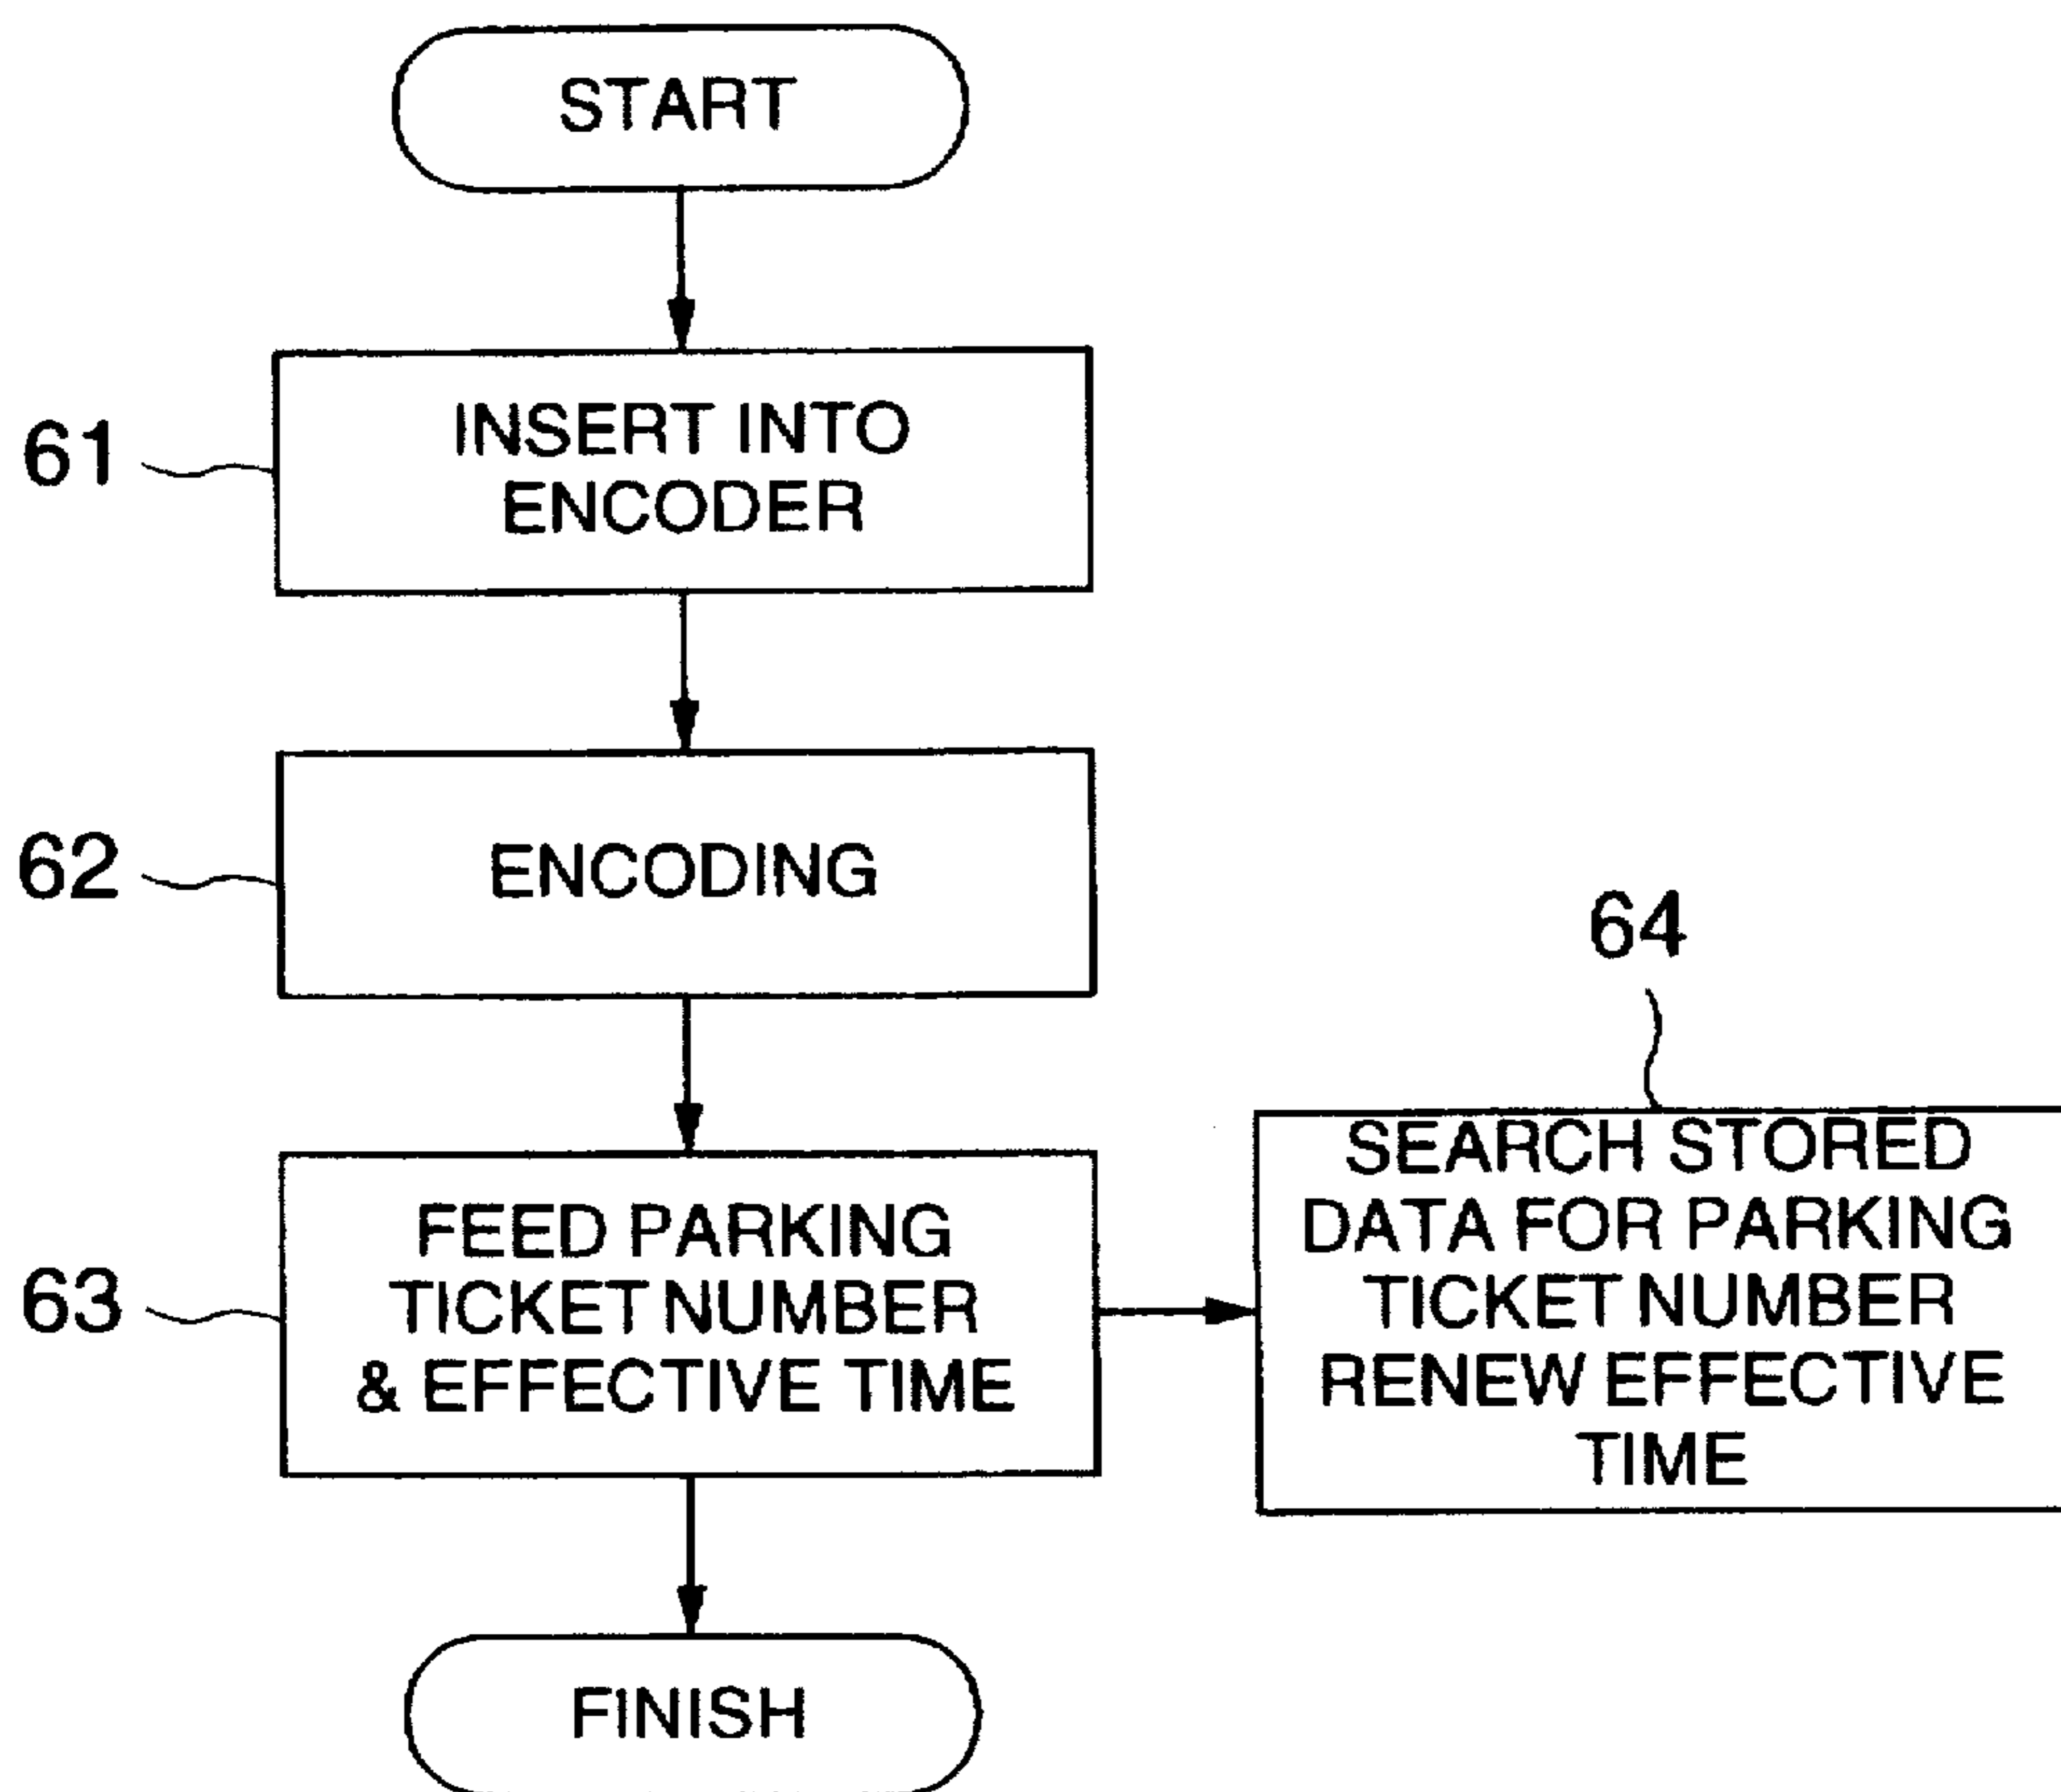 START
61
INSERT INTO
ENCODER
62
ENCODING
63
FEED PARKING
TICKET NUMBER
& EFFECTIVE TIME
64
SEARCH STORED
DATA FOR PARKING
TICKET NUMBER
RENEW EFFECTIVE
TIME
FINISH